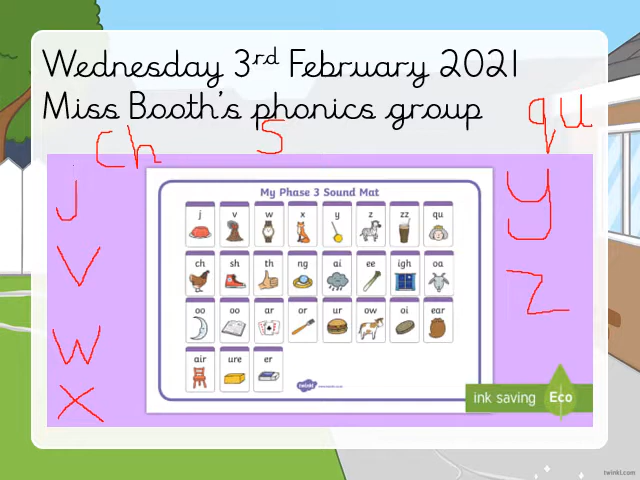 Wednesday 3rd February 2021
Miss Booth's phonics group
qu
ch s
j
y
v
z
w
x
My Phase 3 Sound Mat
j v w x y z zz qu
ch sh th ng ai ee igh oa
oo oo ar or ur ow oi ear
air ure er
twinkl
ink saving Eco
twinkl.com